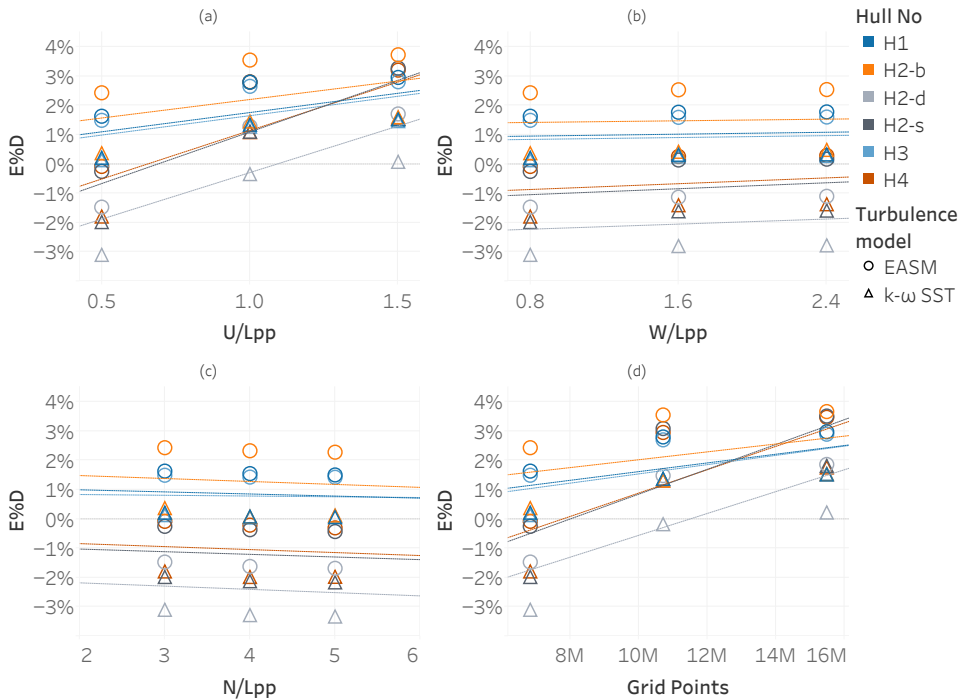 (a)
E%D
4%
3%
2%
1%
0%
−1%
−2%
−3%
0.5 1.0 1.5
U/Lpp
(b)
E%D
4%
3%
2%
1%
0%
−1%
−2%
−3%
0.8 1.6 2.4
W/Lpp
Hull No
H1
H2-b
H2-d
H2-s
H3
H4
Turbulence
model
EASM
k-ω SST
(c)
E%D
4%
3%
2%
1%
0%
−1%
−2%
−3%
2 3 4 5 6
N/Lpp
(d)
E%D
4%
3%
2%
1%
0%
−1%
−2%
−3%
8M 10M 12M 14M 16M
Grid Points